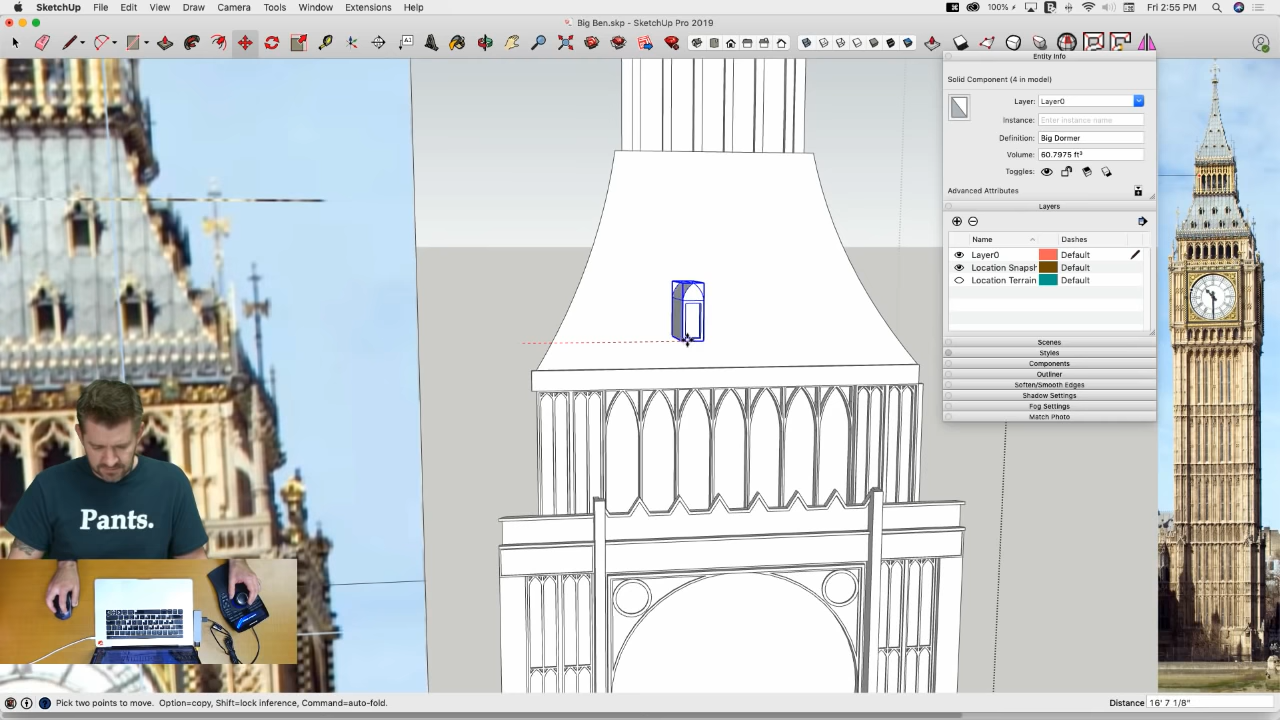 SketchUp File Edit View Draw Camera Tools Window Extensions Help 100% Fri 2:55 PM
Big Ben.skp - SketchUp Pro 2019
Entity Info
Solid Component (4 in model)
Layer: Layer0
Instance: Enter instance name
Definition: Big Dormer
Volume: 60.7975 ft³
Toggles:
Advanced Attributes
Layers
Name Dashes
Layer0 Default
Location Snapsh Default
Location Terrain Default
Scenes
Styles
Components
Outliner
Soften/Smooth Edges
Shadow Settings
Fog Settings
Match Photo
Pants.
Pick two points to move. Option=copy, Shift=lock inference, Command=auto-fold.
Distance 16' 7 1/8"